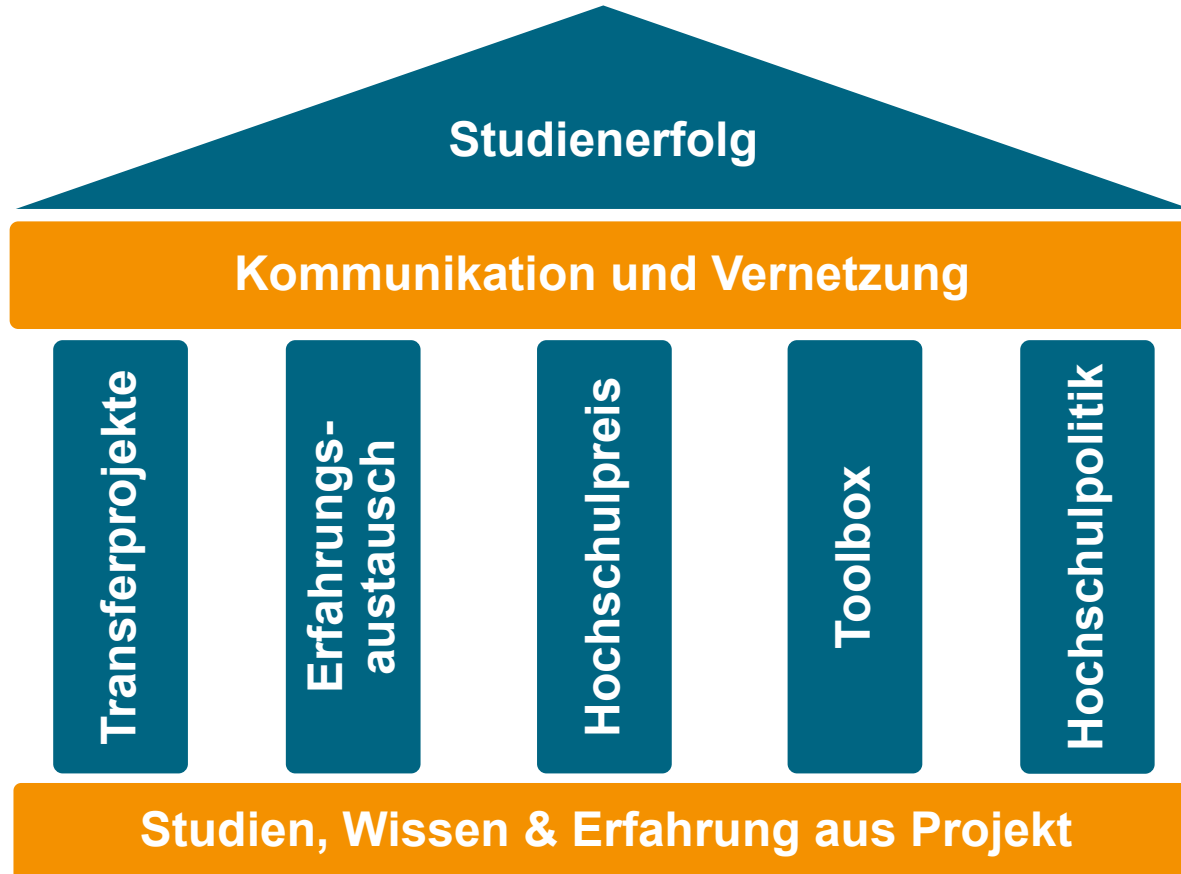 Studienerfolg
Kommunikation und Vernetzung
Transferprojekte
Erfahrungs-
austausch
Hochschulpreis
Toolbox
Hochschulpolitik
Studien, Wissen & Erfahrung aus Projekt